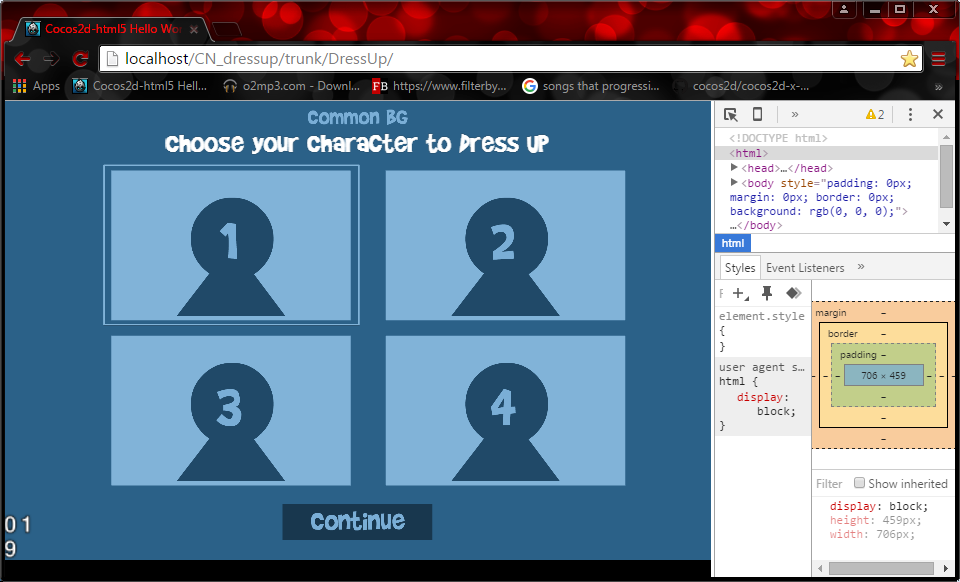 Cocos2d-html5 Hello Wor
localhost/CN_dressup/trunk/DressUp/
Apps
Cocos2d-html5 Hell...
o2mp3.com - Downl...
FB
https://www.filterby...
G
songs that progressi...
cocos2d/cocos2d-x-...
»
Common BG
Choose your Character to Dress Up
1
2
3
4
Continue
0 1
9
»
2
<!DOCTYPE html>
<html>
<head>…</head>
<body style="padding: 0px;
margin: 0px; border: 0px;
background: rgb(0, 0, 0);">
…</body>
html
Styles
Event Listeners
»
F
element.style
{
}
user agent s…
html {
display:
block;
}
margin
–
border
–
padding
–
–
–
–
706 × 459
–
–
–
–
–
–
Filter
Show inherited
display: block;
height: 459px;
width: 706px;